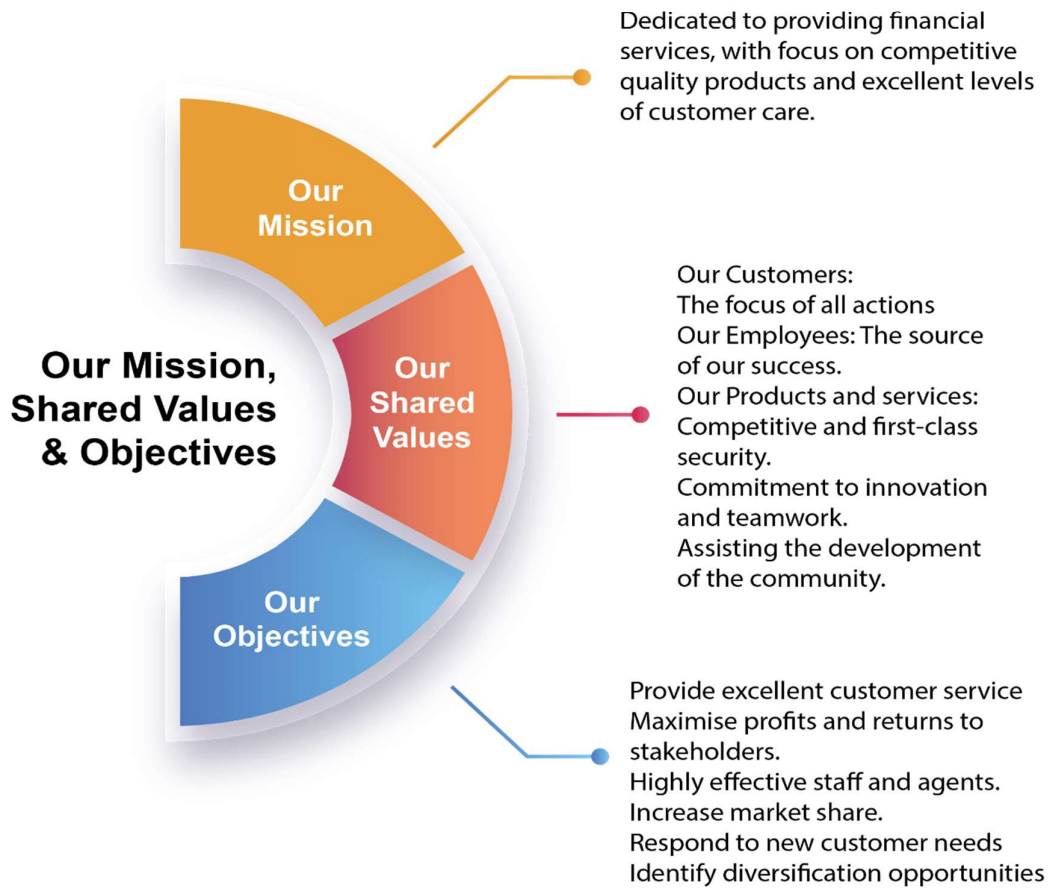 Our Mission,
Shared Values
& Objectives
Our
Mission
Dedicated to providing financial
services, with focus on competitive
quality products and excellent levels
of customer care.
Our
Shared
Values
Our Customers:
The focus of all actions
Our Employees: The source
of our success.
Our Products and services:
Competitive and first-class
security.
Commitment to innovation
and teamwork.
Assisting the development
of the community.
Our
Objectives
Provide excellent customer service
Maximise profits and returns to
stakeholders.
Highly effective staff and agents.
Increase market share.
Respond to new customer needs
Identify diversification opportunities